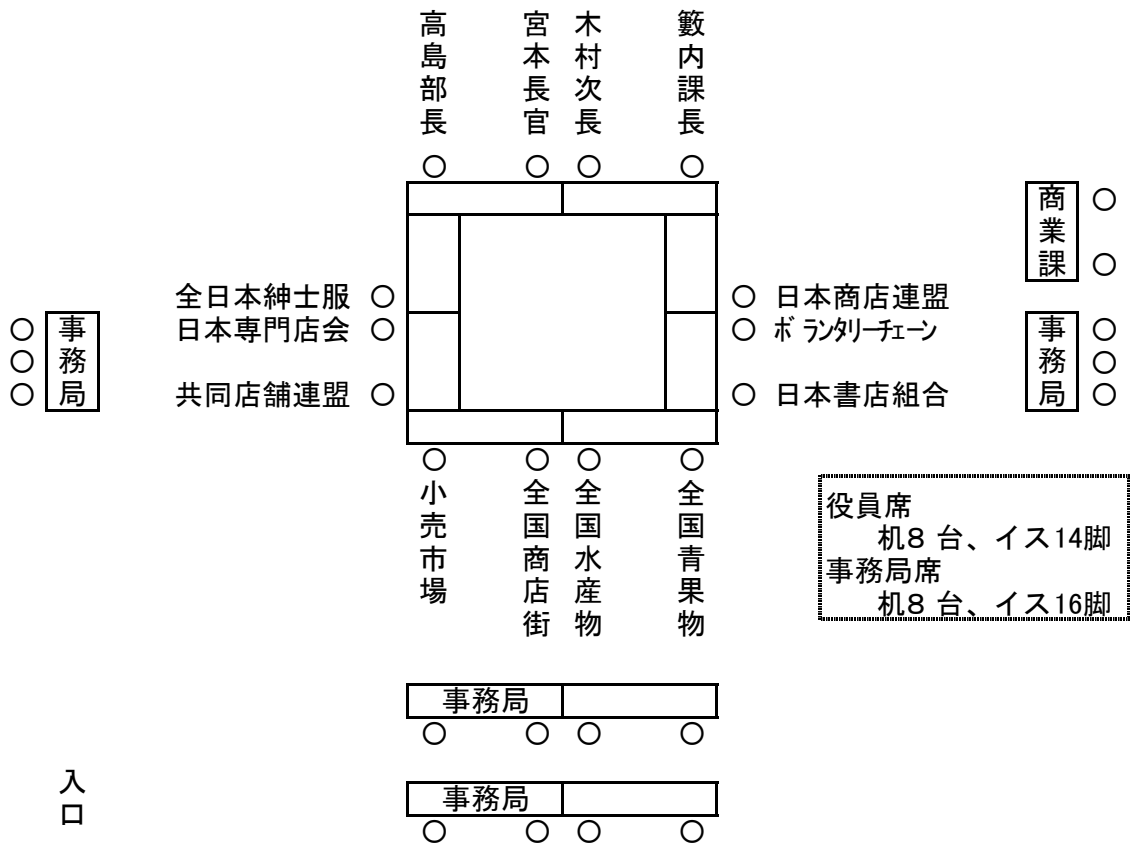 高島部長
宮本長官
木村次長
籔内課長
商業課
全日本紳士服
日本商店連盟
事務局
日本専門店会
ボランタリーチェーン
事務局
共同店舗連盟
日本書店組合
小売市場
全国商店街
全国水産物
全国青果物
役員席
机8 台、イス14脚
事務局席
机8 台、イス16脚
事務局
事務局
入口